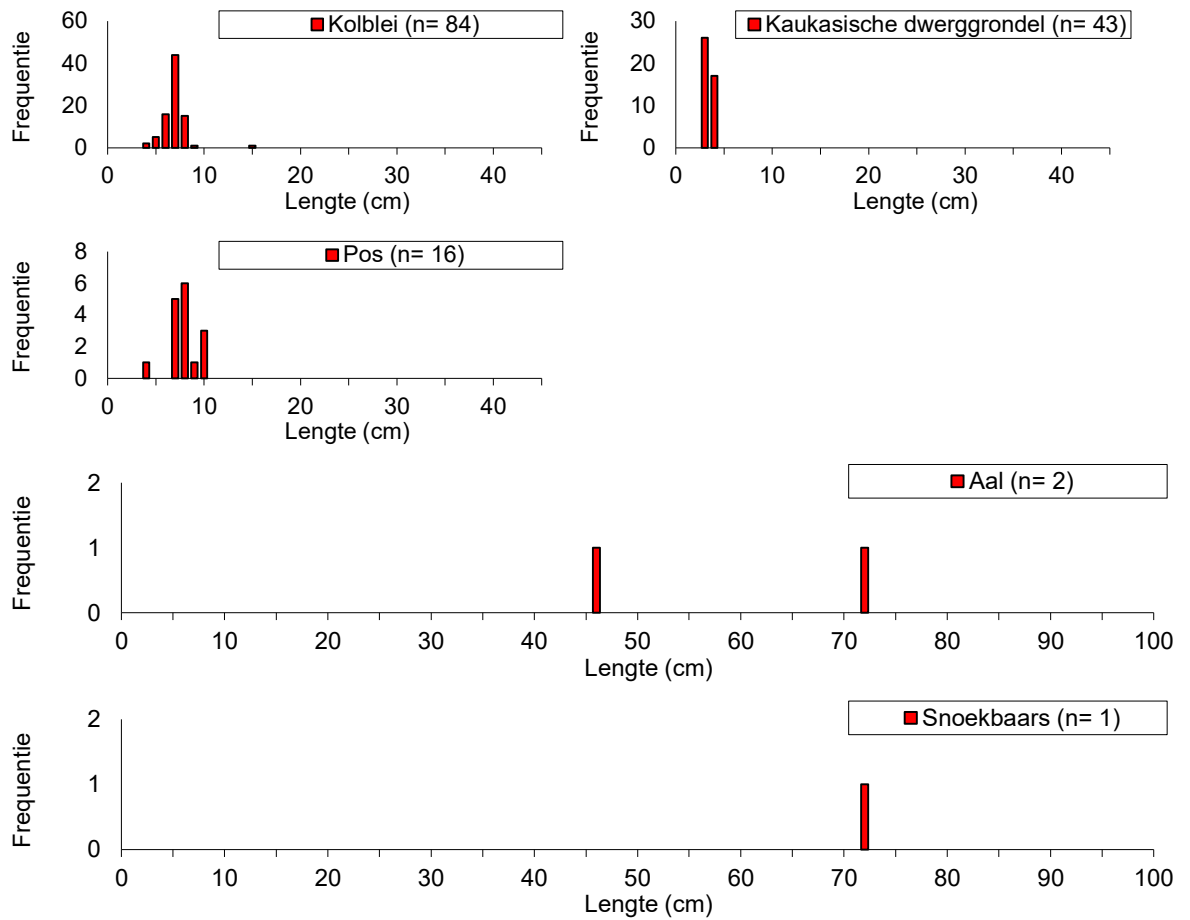 Kolblei (n= 84)
Frequentie
60
40
20
0
0 10 20 30 40
Lengte (cm)
Kaukasische dwerggrondel (n= 43)
Frequentie
30
20
10
0
0 10 20 30 40
Lengte (cm)
Pos (n= 16)
Frequentie
8
6
4
2
0
0 10 20 30 40
Lengte (cm)
Aal (n= 2)
Frequentie
2
1
0
0 10 20 30 40 50 60 70 80 90 100
Lengte (cm)
Snoekbaars (n= 1)
Frequentie
2
1
0
0 10 20 30 40 50 60 70 80 90 100
Lengte (cm)